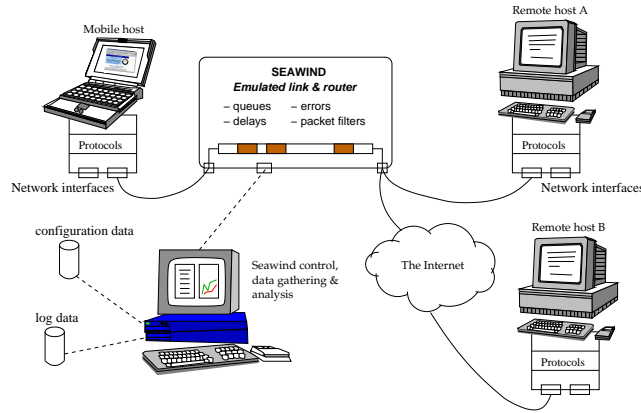 Mobile host
Remote host A
SEAWIND
Emulated link & router
– queues – errors
– delays – packet filters
Protocols
Protocols
Network interfaces
Network interfaces
configuration data
Remote host B
Seawind control,
data gathering &
analysis
The Internet
log data
Protocols